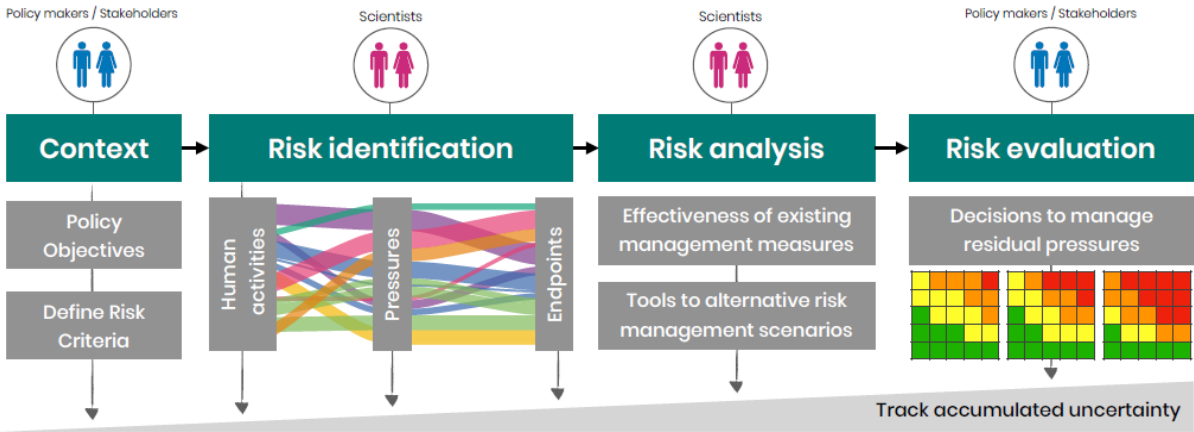 Policy makers / Stakeholders
Scientists
Scientists
Policy makers / Stakeholders
Context
Risk identification
Risk analysis
Risk evaluation
Policy
Objectives
Define Risk
Criteria
Human
activities
Pressures
Endpoints
Effectiveness of existing
management measures
Tools to alternative risk
management scenarios
Decisions to manage
residual pressures
Track accumulated uncertainty